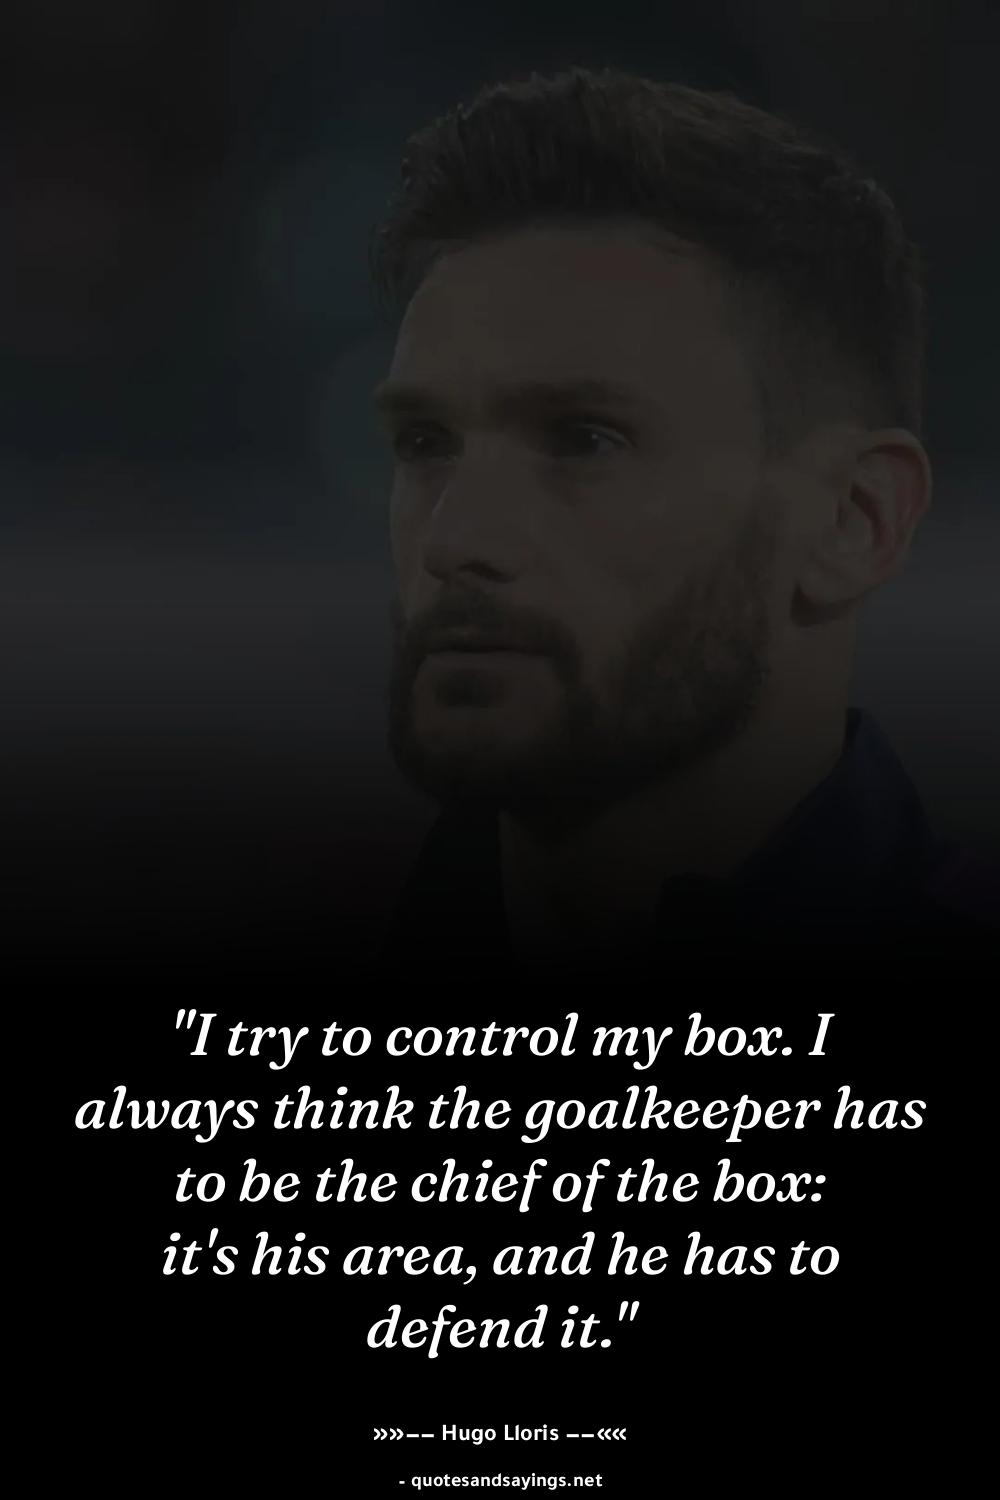 "I try to control my box. I
always think the goalkeeper has
to be the chief of the box:
it's his area, and he has to
defend it."
»»–– Hugo Lloris ––««
- quotesandsayings.net